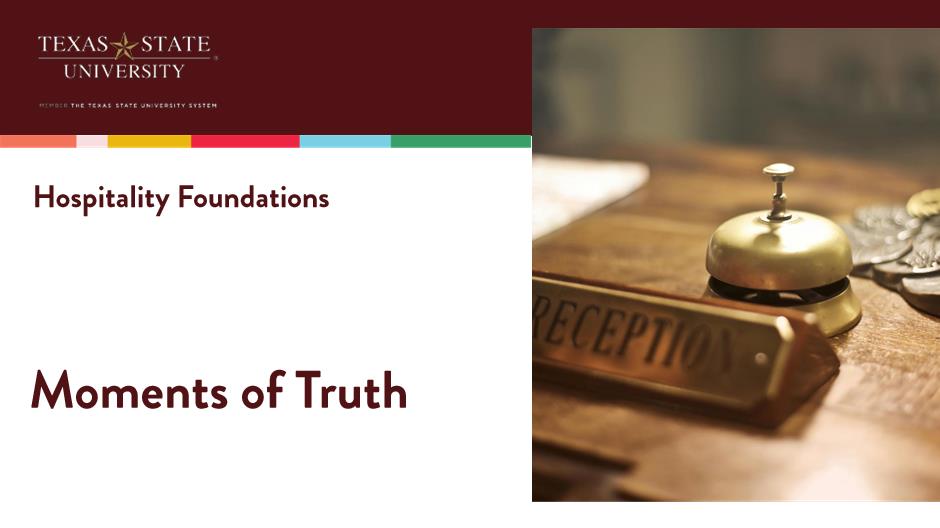 TEXAS STATE
UNIVERSITY
MEMBER THE TEXAS STATE UNIVERSITY SYSTEM
Hospitality Foundations
Moments of Truth
RECEPTION